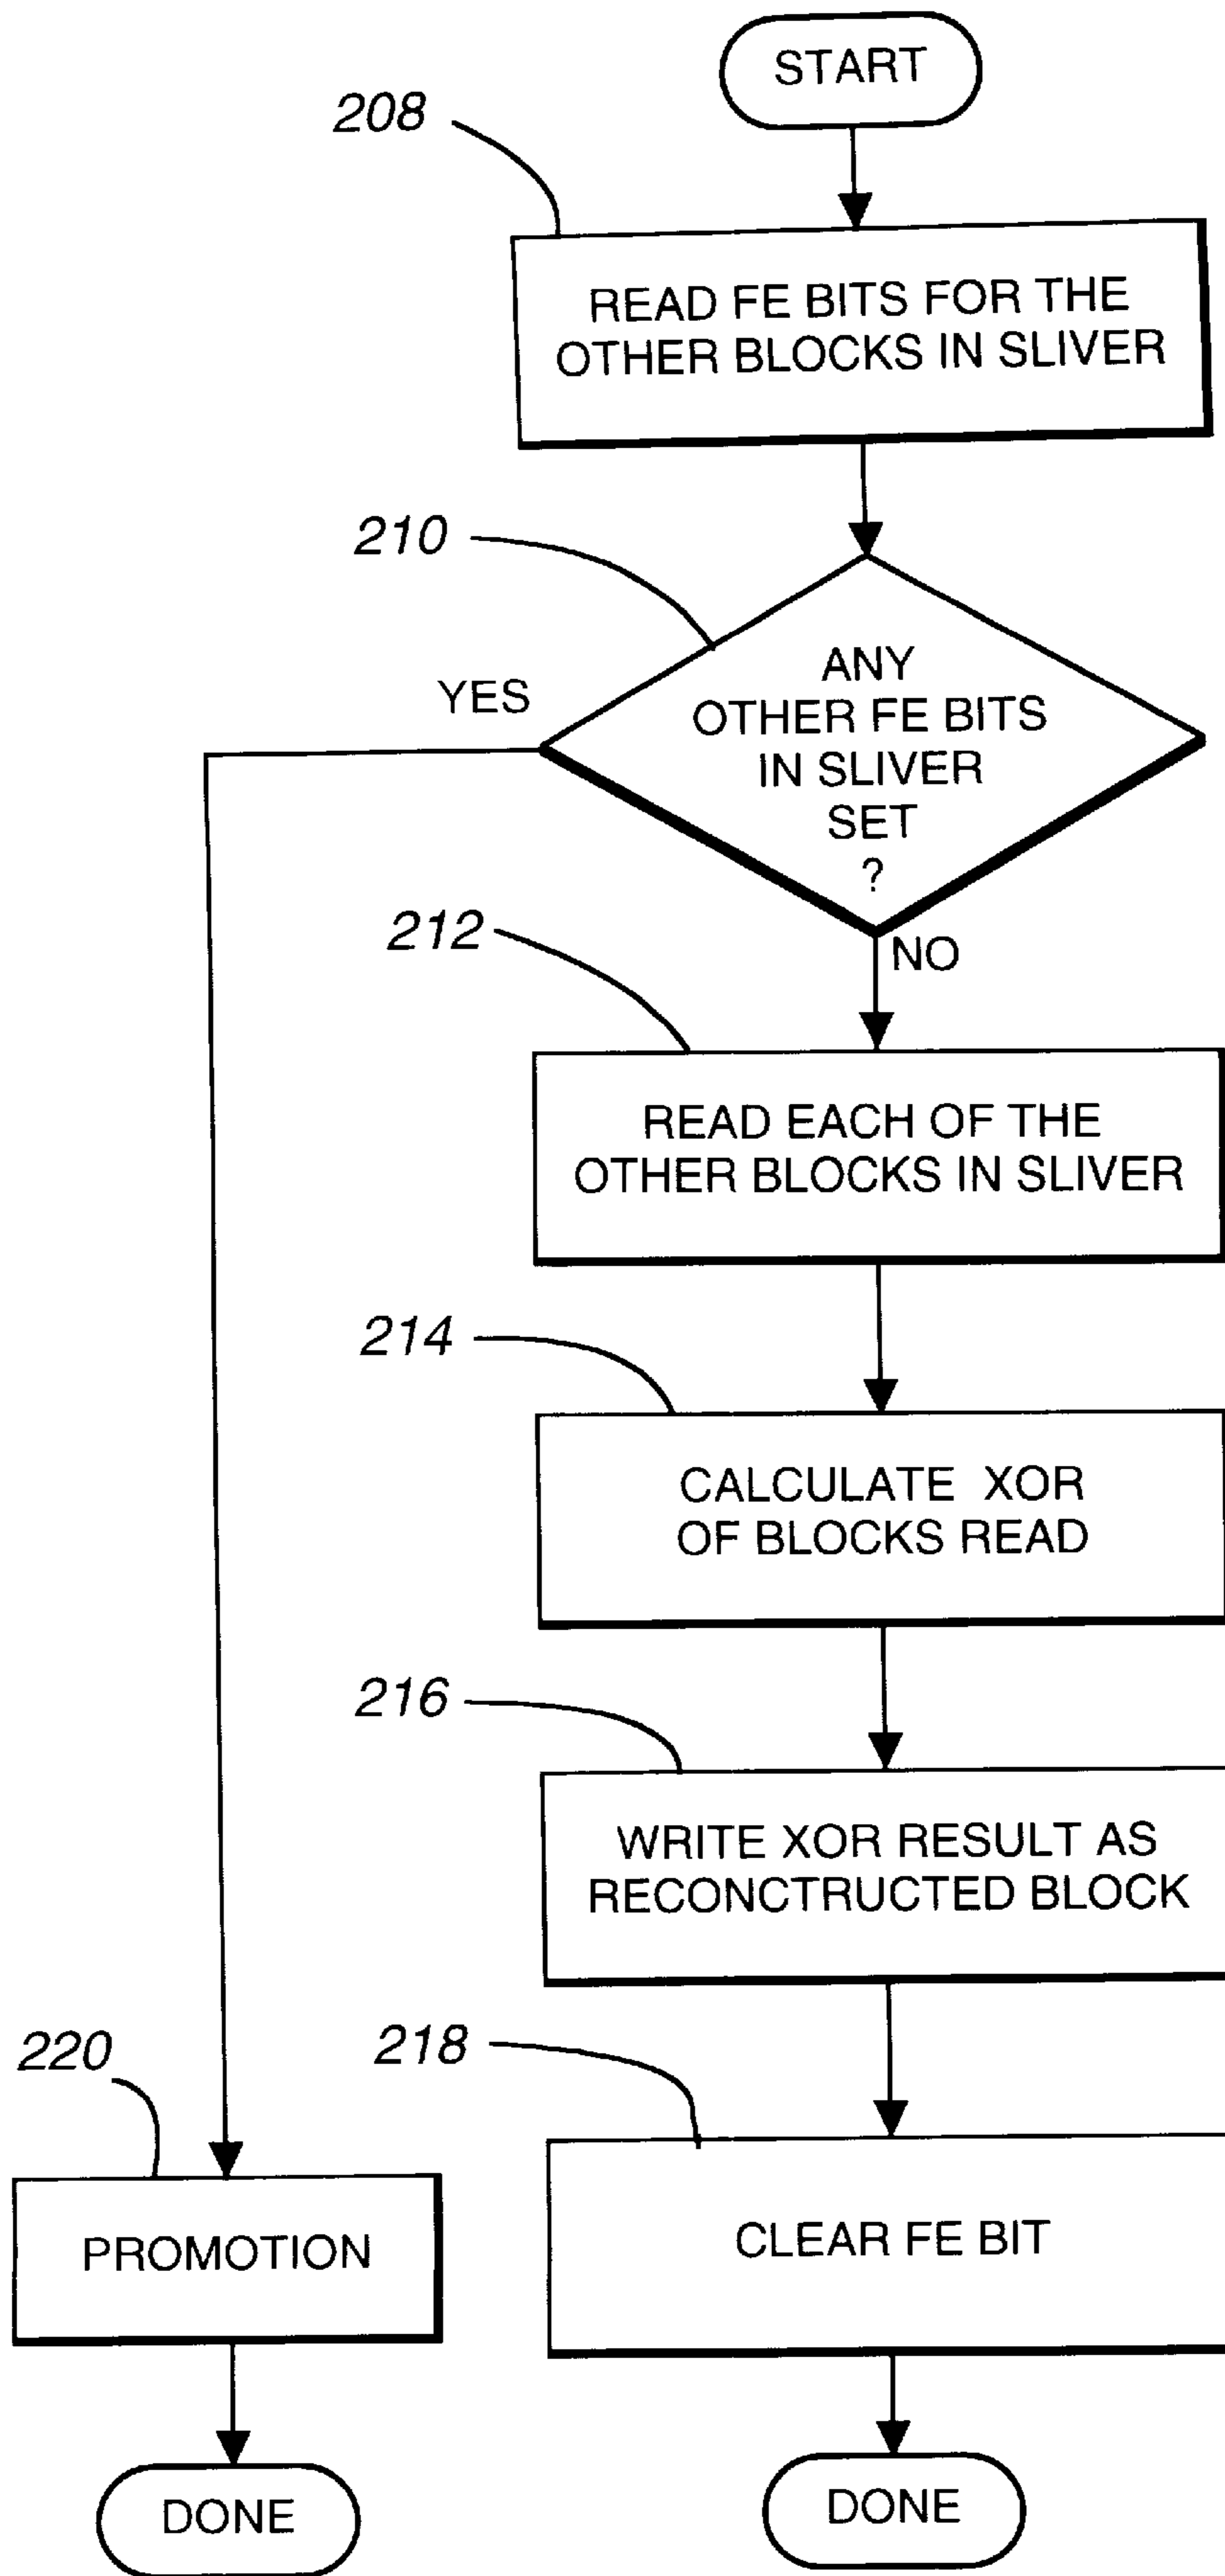 START
208
READ FE BITS FOR THE
OTHER BLOCKS IN SLIVER
210
YES
ANY
OTHER FE BITS
IN SLIVER
SET
?
212
NO
READ EACH OF THE
OTHER BLOCKS IN SLIVER
214
CALCULATE XOR
OF BLOCKS READ
216
WRITE XOR RESULT AS
RECONCTRUCTED BLOCK
220
218
PROMOTION
CLEAR FE BIT
DONE
DONE